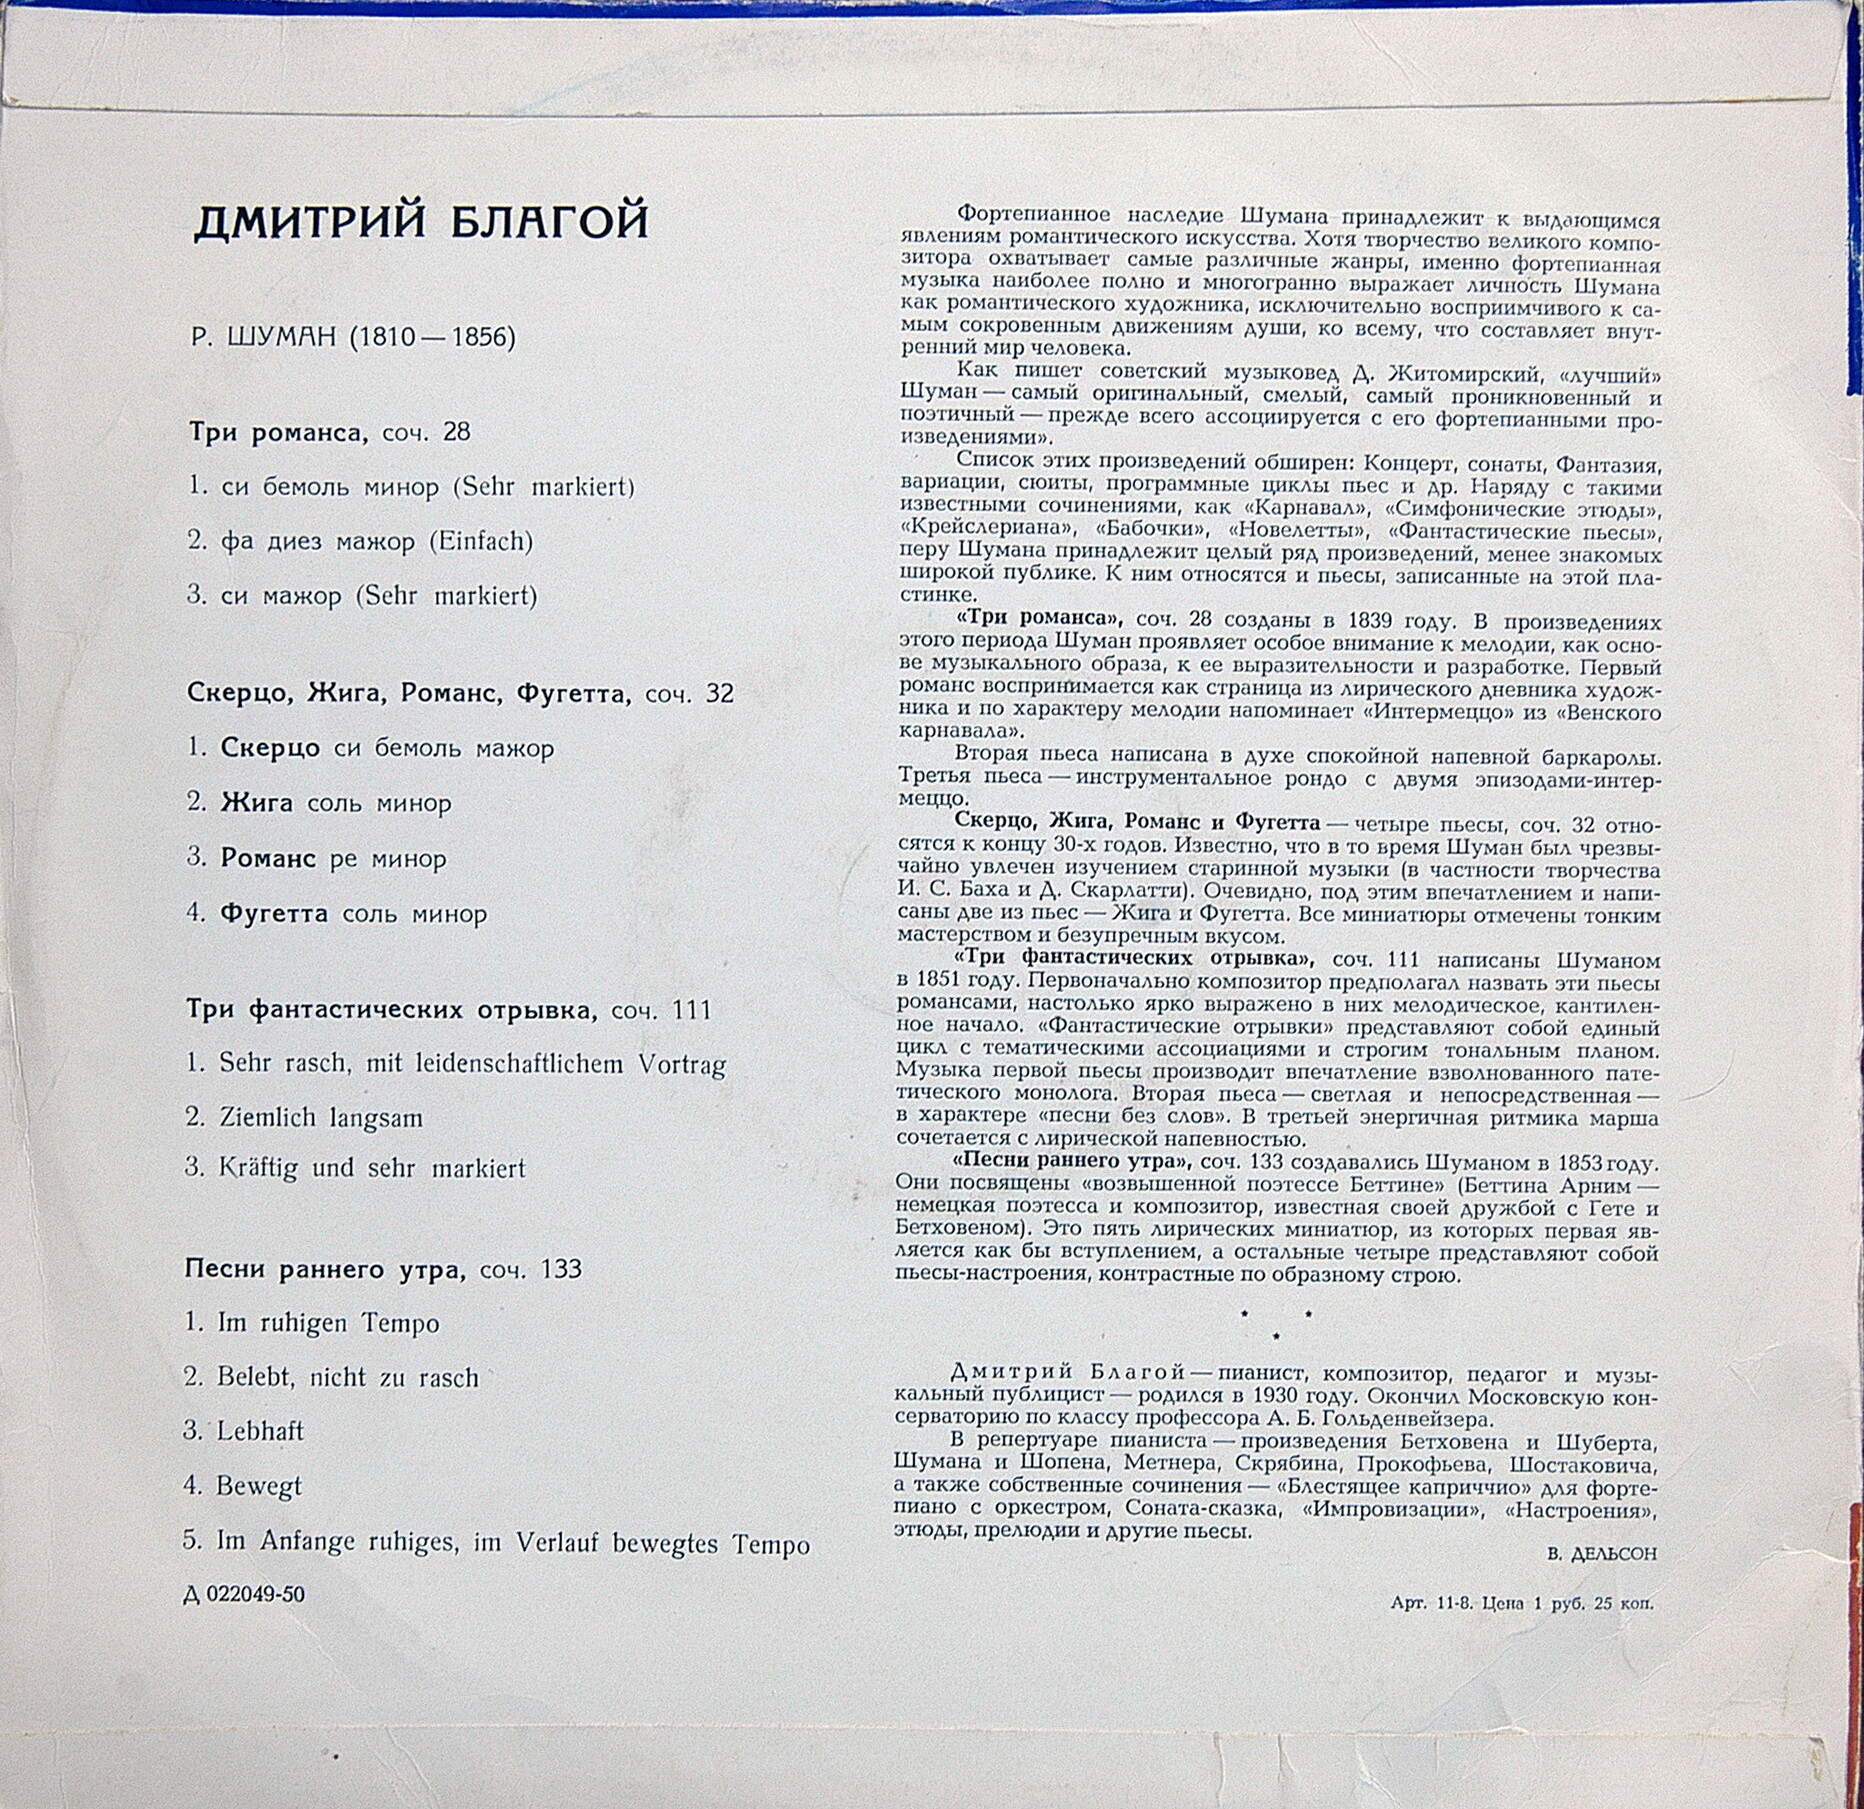 ДМИТРИЙ БЛАГОЙ
Р. ШУМАН (1810—1856)
Три романса, соч. 28
1. си бемоль минор (Sehr markiert)
2. фа диез мажор (Einfach)
3. си мажор (Sehr markiert)
Скерцо, Жига, Романс, Фугетта, соч. 32
1. Скерцо си бемоль мажор
2. Жига соль минор
3. Романс ре минор
4. Фугетта соль минор
Три фантастических отрывка, соч. 111
1. Sehr rasch, mit leidenschaftlichem Vortrag
2. Ziemlich langsam
3. Kräftig und sehr markiert
Песни раннего утра, соч. 133
1. Im ruhigen Tempo
2. Belebt, nicht zu rasch
3. Lebhaft
4. Bewegt
5. Im Anfange ruhiges, im Verlauf bewegtes Tempo
Д 022049-50
Фортепианное наследие Шумана принадлежит к выдающимся
явлениям романтического искусства. Хотя творчество великого компо-
зитора охватывает самые различные жанры, именно фортепианная
музыка наиболее полно и многогранно выражает личность Шумана
как романтического художника, исключительно восприимчивого к са-
мым сокровенным движениям души, ко всему, что составляет внут-
ренний мир человека.
Как пишет советский музыковед Д. Житомирский, «лучший»
Шуман — самый оригинальный, смелый, самый проникновенный и
поэтичный — прежде всего ассоциируется с его фортепианными про-
изведениями».
Список этих произведений обширен: Концерт, сонаты, Фантазия,
вариации, сюиты, программные циклы пьес и др. Наряду с такими
известными сочинениями, как «Карнавал», «Симфонические этюды»,
«Крейслериана», «Бабочки», «Новелетты», «Фантастические пьесы»,
перу Шумана принадлежит целый ряд произведений, менее знакомых
широкой публике. К ним относятся и пьесы, записанные на этой пла-
стинке.
«Три романса», соч. 28 созданы в 1839 году. В произведениях
этого периода Шуман проявляет особое внимание к мелодии, как осно-
ве музыкального образа, к ее выразительности и разработке. Первый
романс воспринимается как страница из лирического дневника худож-
ника и по характеру мелодии напоминает «Интермеццо» из «Венского
карнавала».
Вторая пьеса написана в духе спокойной напевной баркаролы.
Третья пьеса — инструментальное рондо с двумя эпизодами-интер-
меццо.
Скерцо, Жига, Романс и Фугетта — четыре пьесы, соч. 32 отно-
сятся к концу 30-х годов. Известно, что в то время Шуман был чрезвы-
чайно увлечен изучением старинной музыки (в частности творчества
И. С. Баха и Д. Скарлатти). Очевидно, под этим впечатлением и напи-
саны две из пьес — Жига и Фугетта. Все миниатюры отмечены тонким
мастерством и безупречным вкусом.
«Три фантастических отрывка», соч. 111 написаны Шуманом
в 1851 году. Первоначально композитор предполагал назвать эти пьесы
романсами, настолько ярко выражено в них мелодическое, кантилен-
ное начало. «Фантастические отрывки» представляют собой единый
цикл с тематическими ассоциациями и строгим тональным планом.
Музыка первой пьесы производит впечатление взволнованного пате-
тического монолога. Вторая пьеса — светлая и непосредственная —
в характере «песни без слов». В третьей энергичная ритмика марша
сочетается с лирической напевностью.
«Песни раннего утра», соч. 133 создавались Шуманом в 1853 году.
Они посвящены «возвышенной поэтессе Беттине» (Беттина Арним —
немецкая поэтесса и композитор, известная своей дружбой с Гете и
Бетховеном). Это пять лирических миниатюр, из которых первая яв-
ляется как бы вступлением, а остальные четыре представляют собой
пьесы-настроения, контрастные по образному строю.
* * *
Дмитрий Благой — пианист, композитор, педагог и музы-
кальный публицист — родился в 1930 году. Окончил Московскую кон-
серваторию по классу профессора А. Б. Гольденвейзера.
В репертуаре пианиста — произведения Бетховена и Шуберта,
Шумана и Шопена, Метнера, Скрябина, Прокофьева, Шостаковича,
а также собственные сочинения — «Блестящее каприччио» для форте-
пиано с оркестром, Соната-сказка, «Импровизации», «Настроения»,
этюды, прелюдии и другие пьесы.
В. ДЕЛЬСОН
Арт. 11-8. Цена 1 руб. 25 коп.